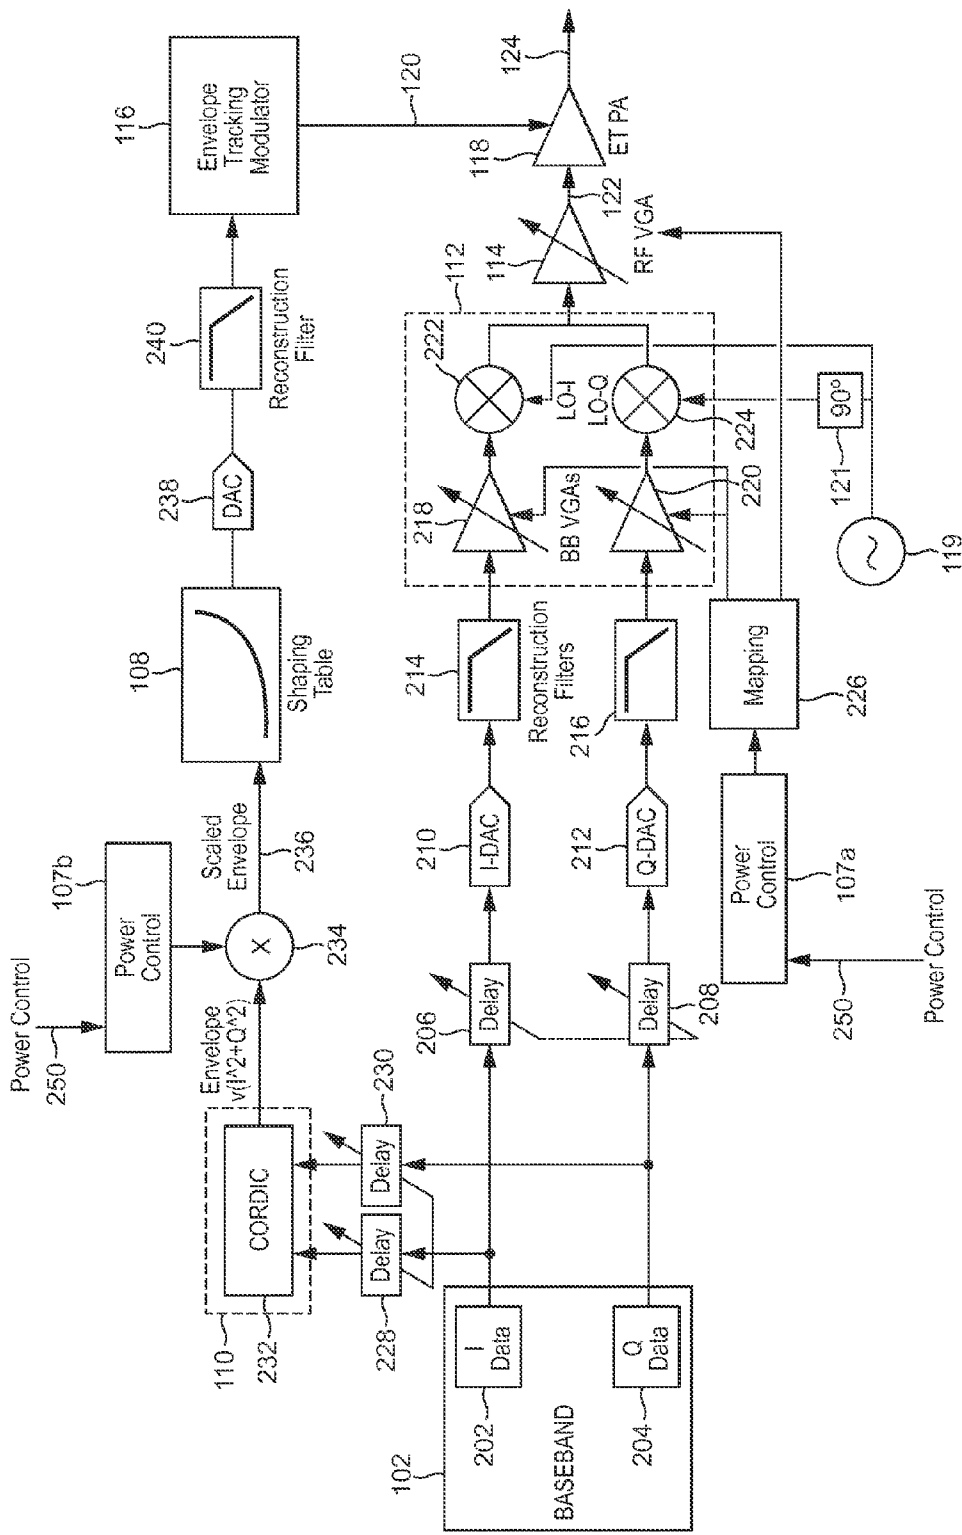 116
Envelope
Tracking
Modulator
120
124
118
ET PA
122
114
RF VGA
240
Reconstruction
Filter
112
222
LO-I
LO-Q
224
238
DAC
218
BB VGAs
220
90°
121
119
108
Shaping
Table
214
Reconstruction
Filters
216
Mapping
226
Scaled
Envelope
236
210
I-DAC
212
Q-DAC
Power
Control
107a
250
Power Control
107b
Power
Control
X
234
Power Control
250
Envelope
√(I^2+Q^2)
206
Delay
Delay
208
230
Delay
Delay
228
CORDIC
110
232
I
Data
202
Q
Data
204
102
BASEBAND